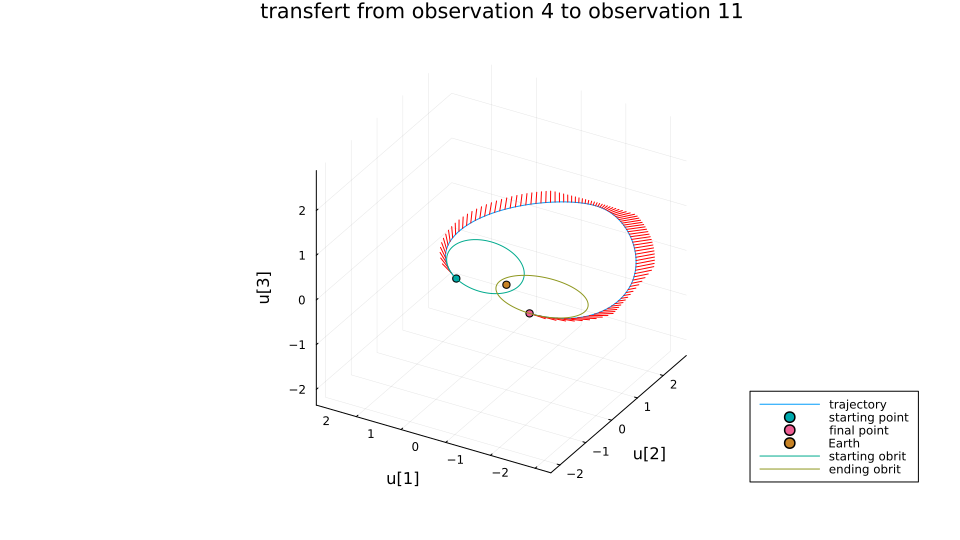 transfert from observation 4 to observation 11
u[3]
2
1
0
−1
−2
2
1
0
−1
−2
u[1]
−2
−1
0
1
2
u[2]
trajectory
starting point
final point
Earth
starting obrit
ending obrit